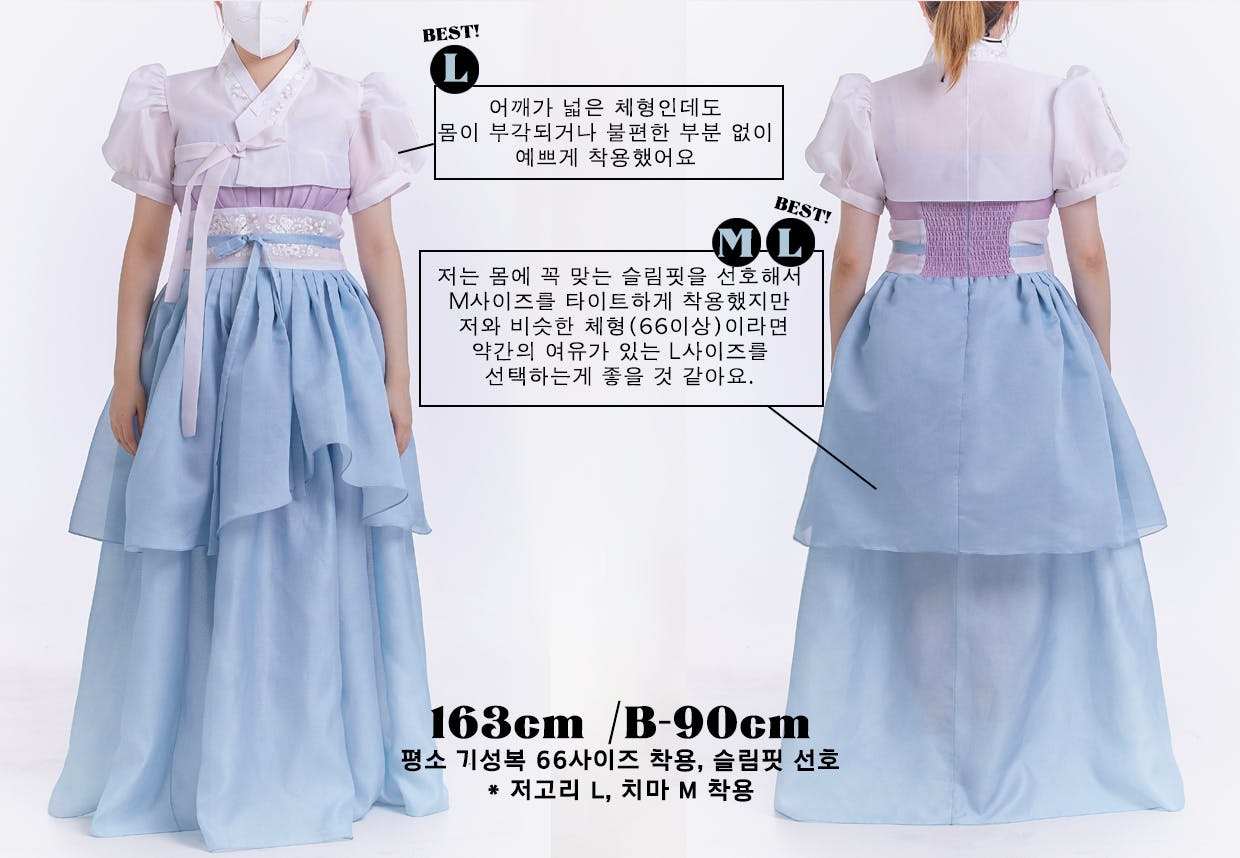 BEST!
L
어깨가 넓은 체형인데도
몸이 부각되거나 불편한 부분 없이
예쁘게 착용했어요
BEST!
M L
저는 몸에 꼭 맞는 슬림핏을 선호해서
M사이즈를 타이트하게 착용했지만
저와 비슷한 체형(66이상)이라면
약간의 여유가 있는 L사이즈를
선택하는게 좋을 것 같아요.
163cm /B-90cm
평소 기성복 66사이즈 착용, 슬림핏 선호
* 저고리 L, 치마 M 착용